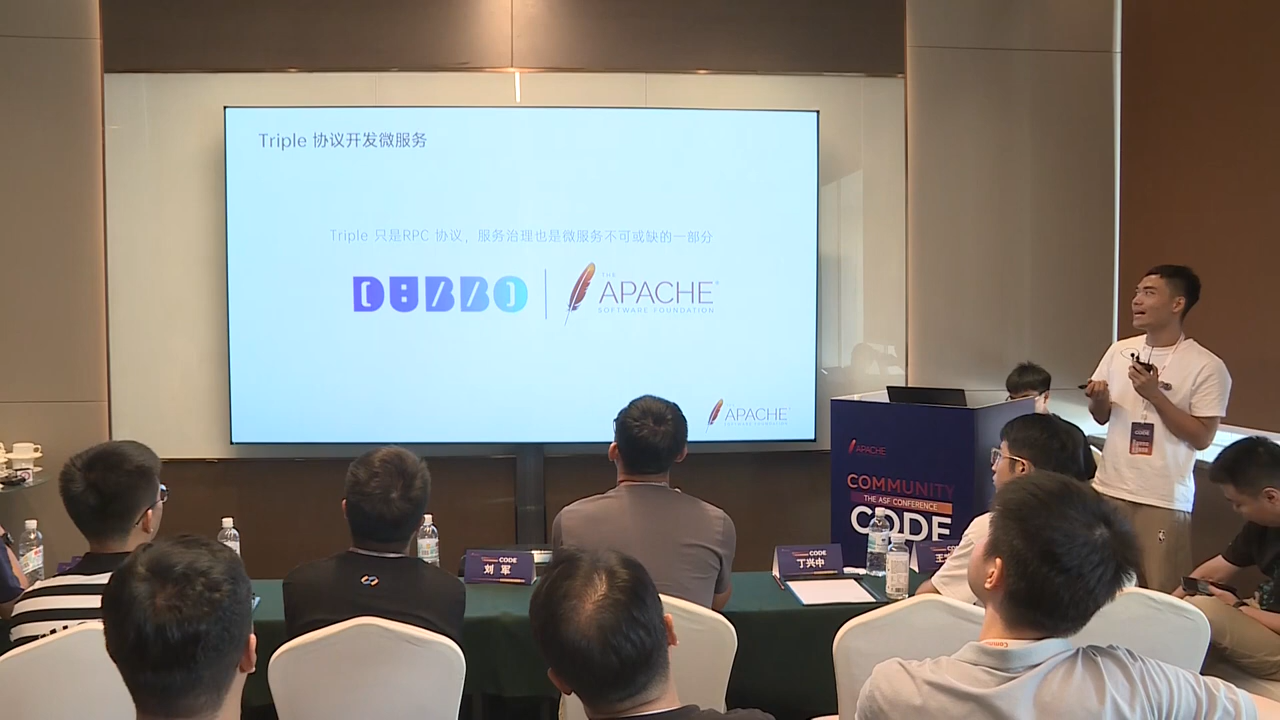 Triple 协议开发微服务
Triple 只是RPC 协议，服务治理也是微服务不可或缺的一部分
DUBBO
THE
APACHE
SOFTWARE FOUNDATION
APACHE
APACHE
COMMUNITY
THE ASF CONFERENCE
CODE
CODE
刘 军
CODE
丁兴中
CODE